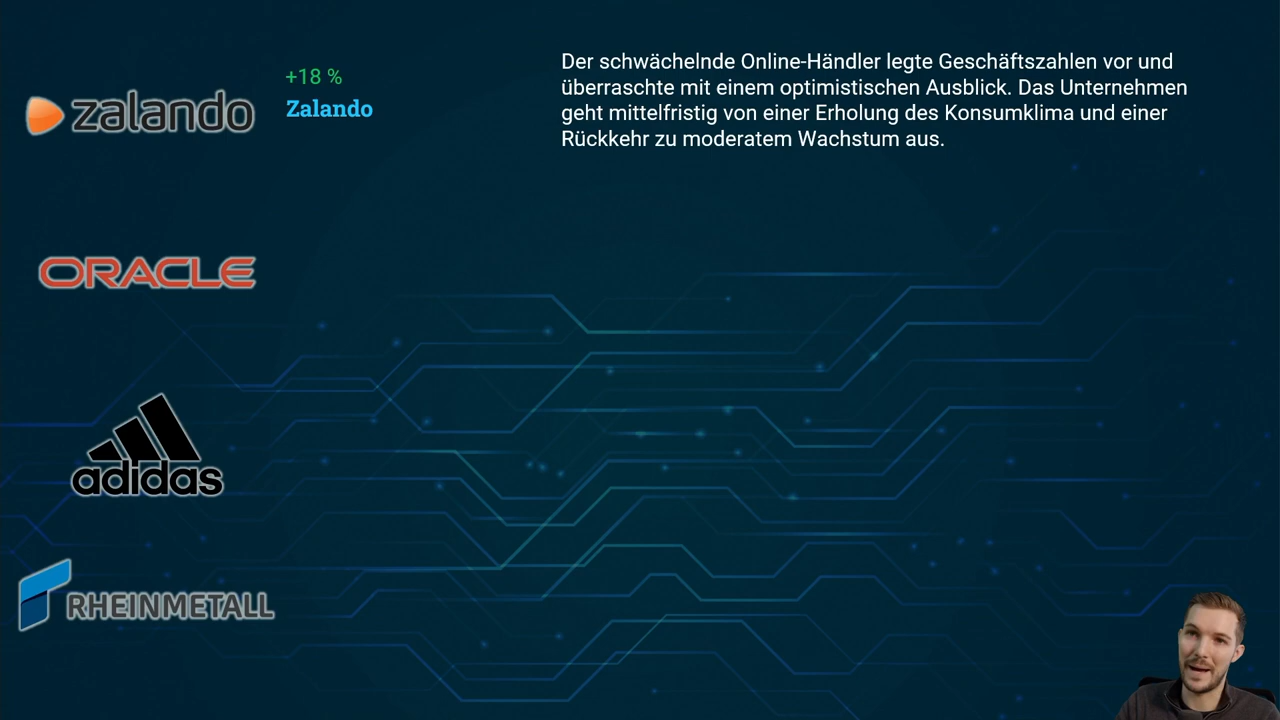 zalando
+18 %
Zalando
Der schwächelnde Online-Händler legte Geschäftszahlen vor und
überraschte mit einem optimistischen Ausblick. Das Unternehmen
geht mittelfristig von einer Erholung des Konsumklima und einer
Rückkehr zu moderatem Wachstum aus.
ORACLE
adidas
RHEINMETALL